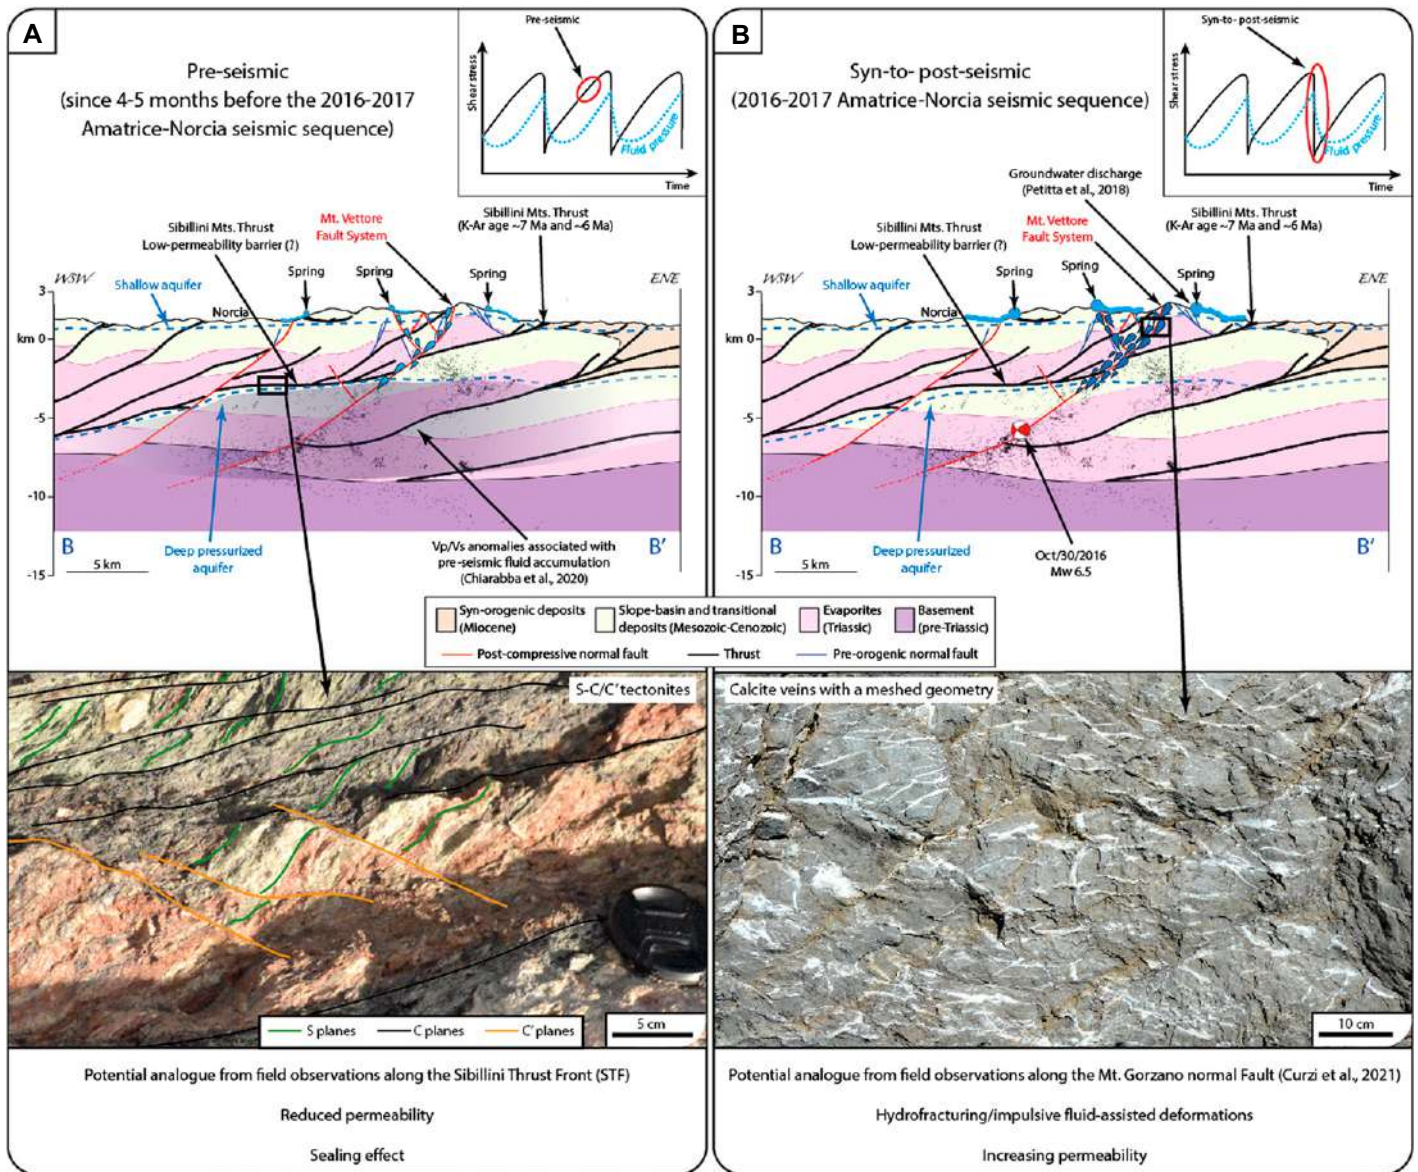 A
Pre-seismic
(since 4-5 months before the 2016-2017
Amatrice-Norcia seismic sequence)
Pre-seismic
Shear stress
Fluid pressure
Time
Sibillini Mts. Thrust
Low-permeability barrier (?)
Mt. Vettore
Fault System
Sibillini Mts. Thrust
(K-Ar age ~7 Ma and ~6 Ma)
WSW
ENE
Shallow aquifer
Spring
Spring
Spring
Norcia
3
km 0
-5
-10
-15
B
B'
5 km
Deep pressurized
aquifer
Vp/Vs anomalies associated with
pre-seismic fluid accumulation
(Chiarabba et al., 2020)
B
Syn-to- post-seismic
(2016-2017 Amatrice-Norcia seismic sequence)
Syn-to- post-seismic
Shear stress
Fluid pressure
Time
Groundwater discharge
(Petitta et al., 2018)
Sibillini Mts. Thrust
Low-permeability barrier (?)
Mt. Vettore
Fault System
Sibillini Mts. Thrust
(K-Ar age ~7 Ma and ~6 Ma)
WSW
ENE
Shallow aquifer
Spring
Spring
Spring
Norcia
3
km 0
-5
-10
-15
B
B'
5 km
Deep pressurized
aquifer
Oct/30/2016
Mw 6.5
Syn-orogenic deposits
(Miocene)
Slope-basin and transitional
deposits (Mesozoic-Cenozoic)
Evaporites
(Triassic)
Basement
(pre-Triassic)
Post-compressive normal fault
Thrust
Pre-orogenic normal fault
S-C/C' tectonites
S planes
C planes
C' planes
5 cm
Calcite veins with a meshed geometry
10 cm
Potential analogue from field observations along the Sibillini Thrust Front (STF)
Reduced permeability
Sealing effect
Potential analogue from field observations along the Mt. Gorzano normal Fault (Curzi et al., 2021)
Hydrofracturing/impulsive fluid-assisted deformations
Increasing permability